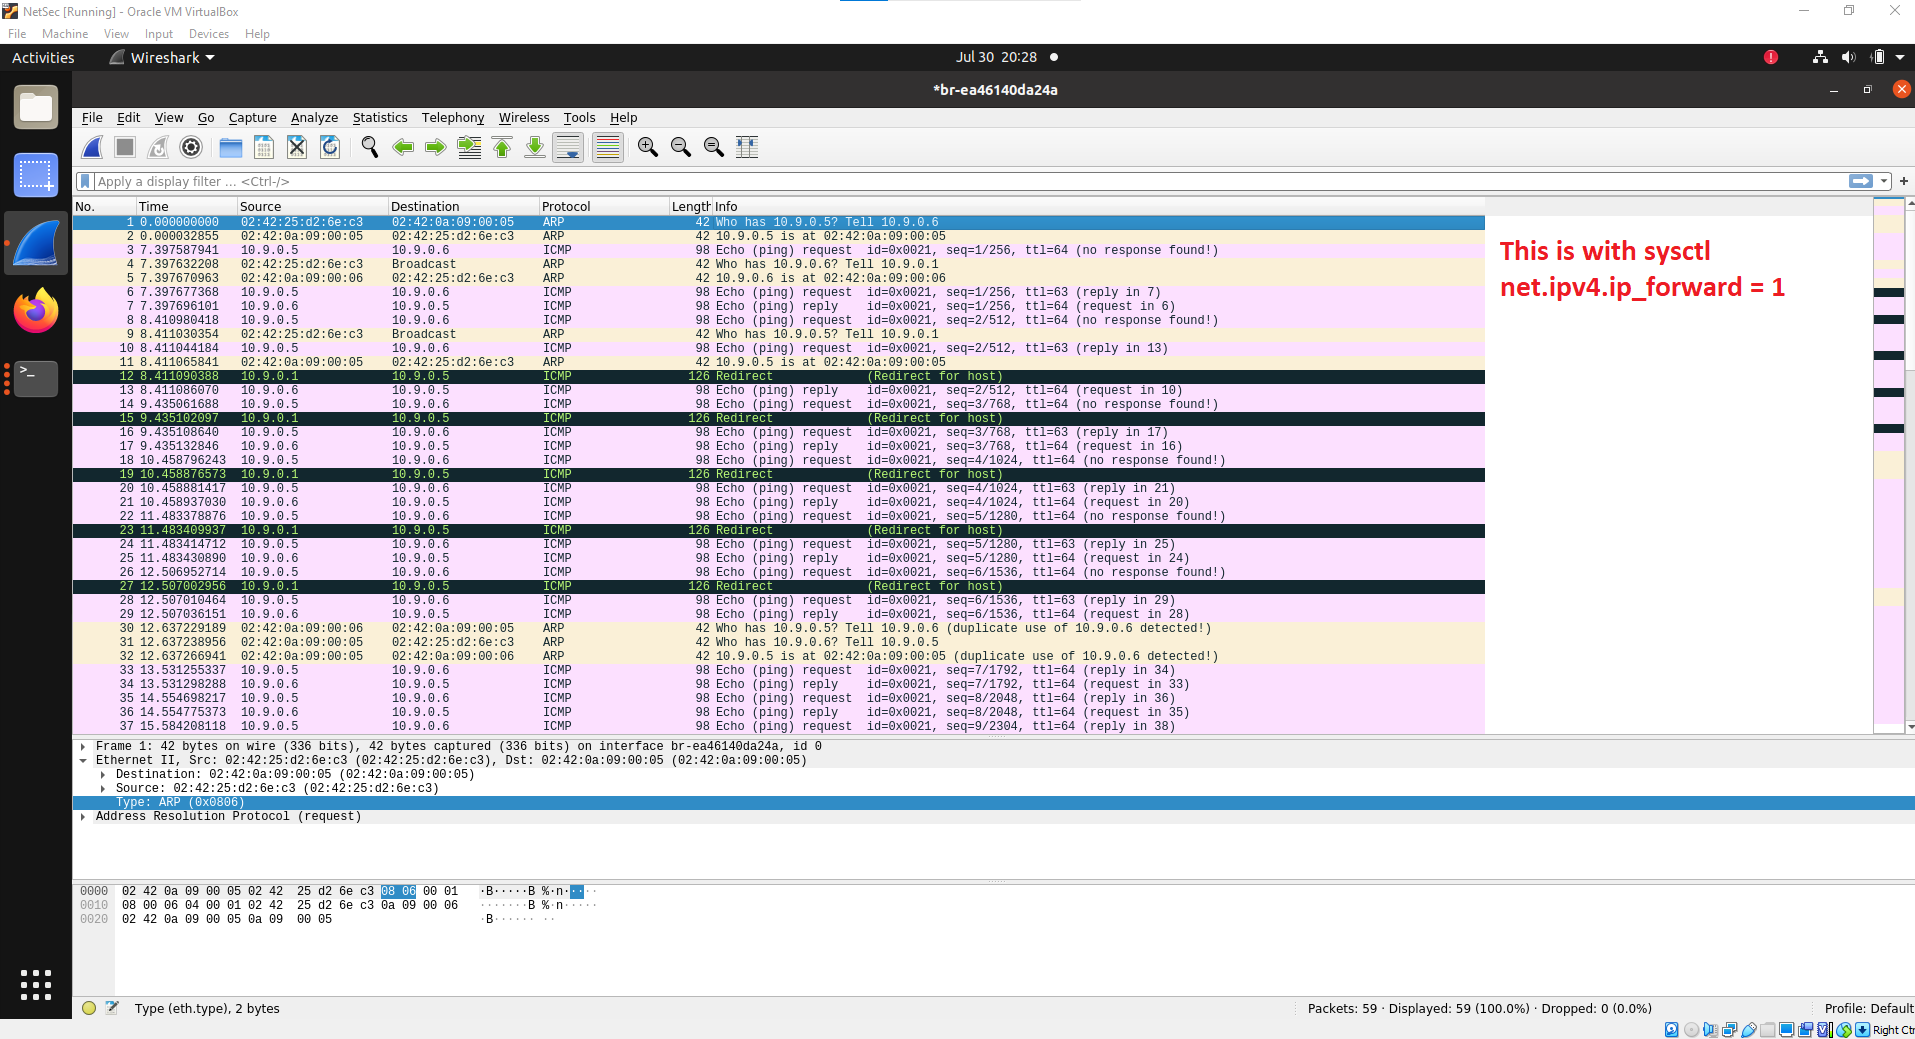 NetSec [Running] - Oracle VM VirtualBox
File Machine View Input Devices Help
Activities Wireshark Jul 30 20:28
*br-ea46140da24a
File Edit View Go Capture Analyze Statistics Telephony Wireless Tools Help
Apply a display filter … <Ctrl-/>
No. Time Source Destination Protocol Length Info
1 0.000000000 02:42:25:d2:6e:c3 02:42:0a:09:00:05 ARP 42 Who has 10.9.0.5? Tell 10.9.0.6
2 0.000032855 02:42:0a:09:00:05 02:42:25:d2:6e:c3 ARP 42 10.9.0.5 is at 02:42:0a:09:00:05
3 7.397587941 10.9.0.5 10.9.0.6 ICMP 98 Echo (ping) request id=0x0021, seq=1/256, ttl=64 (no response found!)
4 7.397632208 02:42:25:d2:6e:c3 Broadcast ARP 42 Who has 10.9.0.6? Tell 10.9.0.1
5 7.397670963 02:42:0a:09:00:06 02:42:25:d2:6e:c3 ARP 42 10.9.0.6 is at 02:42:0a:09:00:06
6 7.397677368 10.9.0.5 10.9.0.6 ICMP 98 Echo (ping) request id=0x0021, seq=1/256, ttl=63 (reply in 7)
7 7.397696101 10.9.0.6 10.9.0.5 ICMP 98 Echo (ping) reply id=0x0021, seq=1/256, ttl=64 (request in 6)
8 8.410980418 10.9.0.5 10.9.0.6 ICMP 98 Echo (ping) request id=0x0021, seq=2/512, ttl=64 (no response found!)
9 8.411030354 02:42:25:d2:6e:c3 Broadcast ARP 42 Who has 10.9.0.5? Tell 10.9.0.1
10 8.411044184 10.9.0.5 10.9.0.6 ICMP 98 Echo (ping) request id=0x0021, seq=2/512, ttl=63 (reply in 13)
11 8.411065841 02:42:0a:09:00:05 02:42:25:d2:6e:c3 ARP 42 10.9.0.5 is at 02:42:0a:09:00:05
12 8.411090388 10.9.0.1 10.9.0.5 ICMP 126 Redirect (Redirect for host)
13 8.411086070 10.9.0.6 10.9.0.5 ICMP 98 Echo (ping) reply id=0x0021, seq=2/512, ttl=64 (request in 10)
14 9.435061688 10.9.0.5 10.9.0.6 ICMP 98 Echo (ping) request id=0x0021, seq=3/768, ttl=64 (no response found!)
15 9.435102097 10.9.0.1 10.9.0.5 ICMP 126 Redirect (Redirect for host)
16 9.435108640 10.9.0.5 10.9.0.6 ICMP 98 Echo (ping) request id=0x0021, seq=3/768, ttl=63 (reply in 17)
17 9.435132846 10.9.0.6 10.9.0.5 ICMP 98 Echo (ping) reply id=0x0021, seq=3/768, ttl=64 (request in 16)
18 10.458796243 10.9.0.5 10.9.0.6 ICMP 98 Echo (ping) request id=0x0021, seq=4/1024, ttl=64 (no response found!)
19 10.458876573 10.9.0.1 10.9.0.5 ICMP 126 Redirect (Redirect for host)
20 10.458881417 10.9.0.5 10.9.0.6 ICMP 98 Echo (ping) request id=0x0021, seq=4/1024, ttl=63 (reply in 21)
21 10.458937030 10.9.0.6 10.9.0.5 ICMP 98 Echo (ping) reply id=0x0021, seq=4/1024, ttl=64 (request in 20)
22 11.483378876 10.9.0.5 10.9.0.6 ICMP 98 Echo (ping) request id=0x0021, seq=5/1280, ttl=64 (no response found!)
23 11.483409937 10.9.0.1 10.9.0.5 ICMP 126 Redirect (Redirect for host)
24 11.483414712 10.9.0.5 10.9.0.6 ICMP 98 Echo (ping) request id=0x0021, seq=5/1280, ttl=63 (reply in 25)
25 11.483430890 10.9.0.6 10.9.0.5 ICMP 98 Echo (ping) reply id=0x0021, seq=5/1280, ttl=64 (request in 24)
26 12.506952714 10.9.0.5 10.9.0.6 ICMP 98 Echo (ping) request id=0x0021, seq=6/1536, ttl=64 (no response found!)
27 12.507002956 10.9.0.1 10.9.0.5 ICMP 126 Redirect (Redirect for host)
28 12.507010464 10.9.0.5 10.9.0.6 ICMP 98 Echo (ping) request id=0x0021, seq=6/1536, ttl=63 (reply in 29)
29 12.507036151 10.9.0.6 10.9.0.5 ICMP 98 Echo (ping) reply id=0x0021, seq=6/1536, ttl=64 (request in 28)
30 12.637229189 02:42:0a:09:00:06 02:42:0a:09:00:05 ARP 42 Who has 10.9.0.5? Tell 10.9.0.6 (duplicate use of 10.9.0.6 detected!)
31 12.637238956 02:42:0a:09:00:05 02:42:25:d2:6e:c3 ARP 42 Who has 10.9.0.6? Tell 10.9.0.5
32 12.637266941 02:42:0a:09:00:05 02:42:0a:09:00:06 ARP 42 10.9.0.5 is at 02:42:0a:09:00:05 (duplicate use of 10.9.0.6 detected!)
33 13.531255337 10.9.0.5 10.9.0.6 ICMP 98 Echo (ping) request id=0x0021, seq=7/1792, ttl=64 (reply in 34)
34 13.531298288 10.9.0.6 10.9.0.5 ICMP 98 Echo (ping) reply id=0x0021, seq=7/1792, ttl=64 (request in 33)
35 14.554698217 10.9.0.5 10.9.0.6 ICMP 98 Echo (ping) request id=0x0021, seq=8/2048, ttl=64 (reply in 36)
36 14.554775373 10.9.0.6 10.9.0.5 ICMP 98 Echo (ping) reply id=0x0021, seq=8/2048, ttl=64 (request in 35)
37 15.584208118 10.9.0.5 10.9.0.6 ICMP 98 Echo (ping) request id=0x0021, seq=9/2304, ttl=64 (reply in 38)
This is with sysctl
net.ipv4.ip_forward = 1
Frame 1: 42 bytes on wire (336 bits), 42 bytes captured (336 bits) on interface br-ea46140da24a, id 0
Ethernet II, Src: 02:42:25:d2:6e:c3 (02:42:25:d2:6e:c3), Dst: 02:42:0a:09:00:05 (02:42:0a:09:00:05)
Destination: 02:42:0a:09:00:05 (02:42:0a:09:00:05)
Source: 02:42:25:d2:6e:c3 (02:42:25:d2:6e:c3)
Type: ARP (0x0806)
Address Resolution Protocol (request)
0000 02 42 0a 09 00 05 02 42 25 d2 6e c3 08 06 00 01 ·B·····B %·n·····
0010 08 00 06 04 00 01 02 42 25 d2 6e c3 0a 09 00 06 ·······B %·n·····
0020 02 42 0a 09 00 05 0a 09 00 05 ·B······ ··
Type (eth.type), 2 bytes
Packets: 59 · Displayed: 59 (100.0%) · Dropped: 0 (0.0%)
Profile: Default
Right Ctr